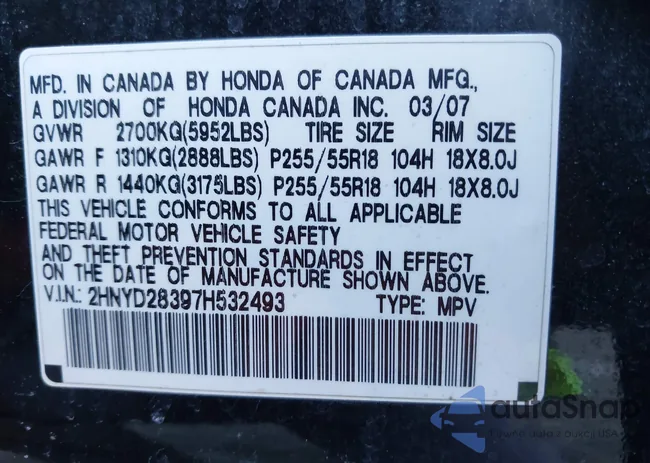 MFD. IN CANADA BY HONDA OF CANADA MFG.,
A DIVISION OF HONDA CANADA INC. 03/07
GVWR 2700KG(5952LBS) TIRE SIZE RIM SIZE
GAWR F 1310KG(2888LBS) P255/55R18 104H 18X8.0J
GAWR R 1440KG(3175LBS) P255/55R18 104H 18X8.0J
THIS VEHICLE CONFORMS TO ALL APPLICABLE
FEDERAL MOTOR VEHICLE SAFETY
AND THEFT PREVENTION STANDARDS IN EFFECT
ON THE DATE OF MANUFACTURE SHOWN ABOVE.
V.I.N.: 2HNYD28397H532493 TYPE: MPV
autaSnap